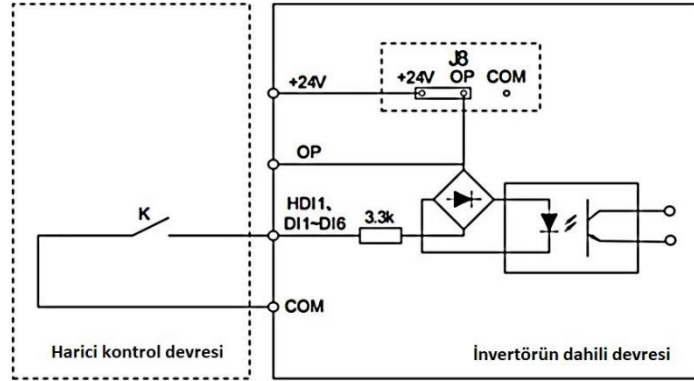 J8
+24V OP COM
+24V
OP
HDI1、
DI1~DI6
3.3k
K
COM
Harici kontrol devresi
İnvertörün dahili devresi